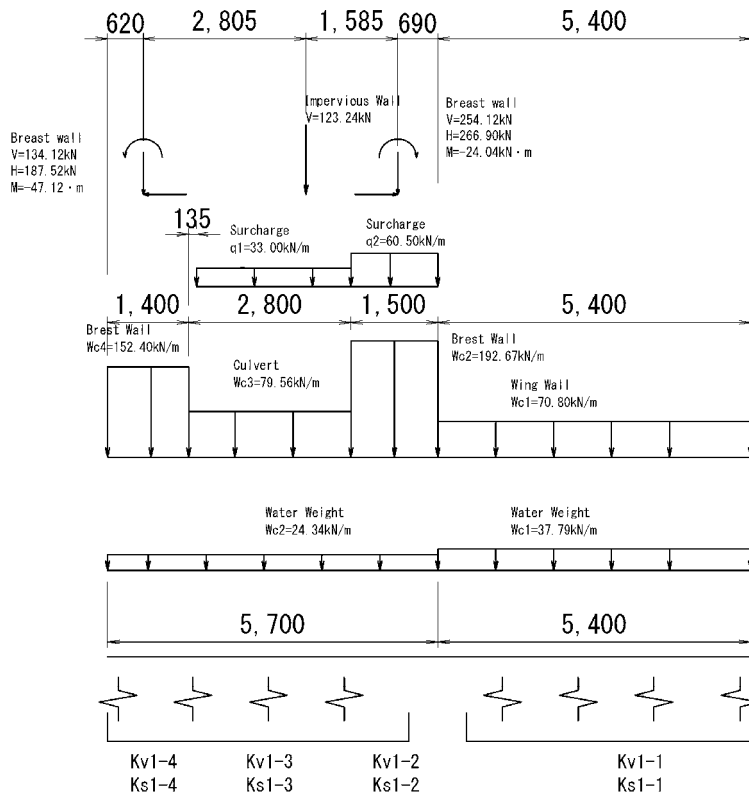 620 2,805 1,585 690 5,400
Impervious Wall
V=123.24kN
Breast wall
V=134.12kN
H=187.52kN
M=-47.12・m
Breast wall
V=254.12kN
H=266.90kN
M=-24.04kN・m
135
Surcharge
q1=33.00kN/m
Surcharge
q2=60.50kN/m
1,400 2,800 1,500 5,400
Brest Wall
Wc4=152.40kN/m
Culvert
Wc3=79.56kN/m
Brest Wall
Wc2=192.67kN/m
Wing Wall
Wc1=70.80kN/m
Water Weight
Wc2=24.34kN/m
Water Weight
Wc1=37.79kN/m
5,700 5,400
Kv1-4 Kv1-3 Kv1-2 Kv1-1
Ks1-4 Ks1-3 Ks1-2 Ks1-1